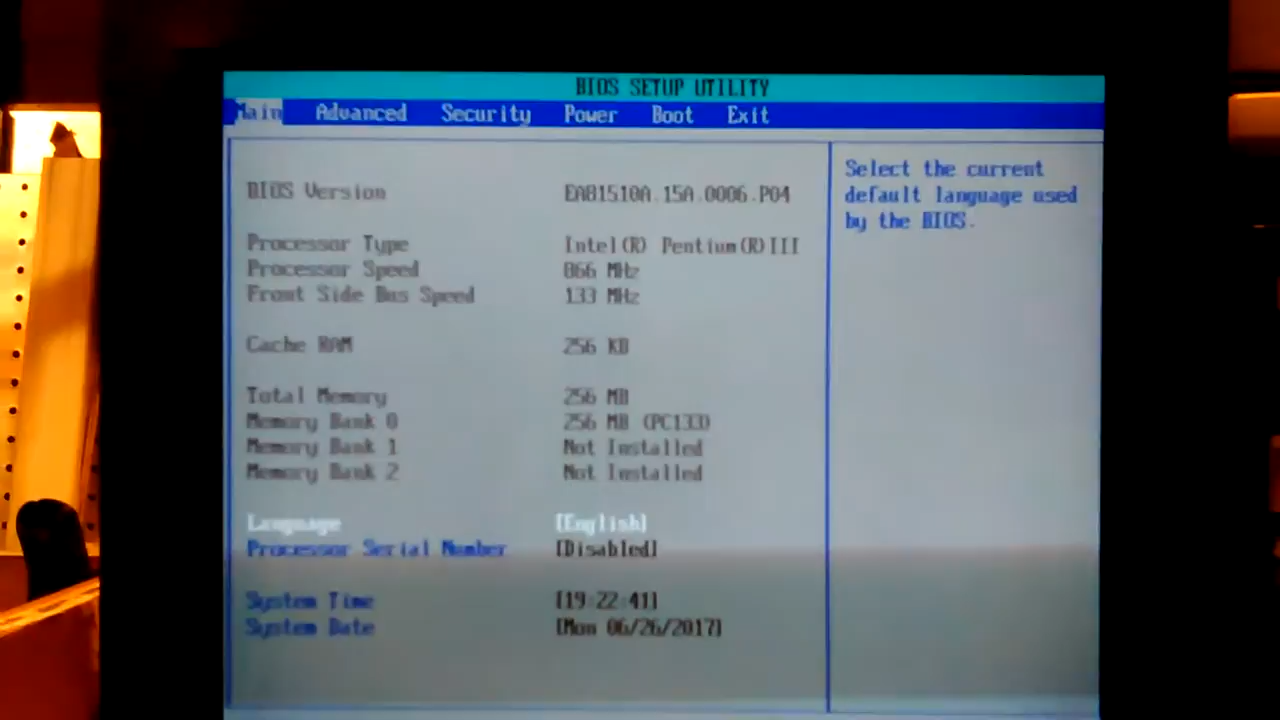 BIOS SETUP UTILITY
Main Advanced Security Power Boot Exit
BIOS Version EA81510A.15A.0006.P04
Processor Type Intel(R) Pentium(R)III
Processor Speed 866 MHz
Front Side Bus Speed 133 MHz
Cache RAM 256 KB
Total Memory 256 MB
Memory Bank 0 256 MB (PC133)
Memory Bank 1 Not Installed
Memory Bank 2 Not Installed
Language [English]
Processor Serial Number [Disabled]
System Time [19:22:41]
System Date [Mon 06/26/2017]
Select the current
default language used
by the BIOS.